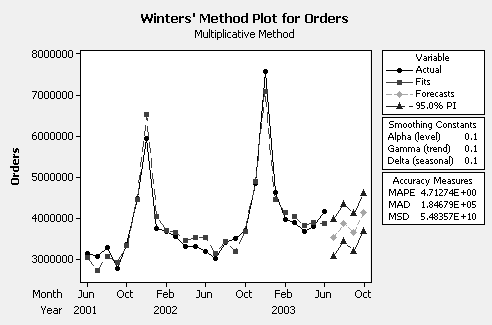 Winters' Method Plot for Orders
Multiplicative Method
8000000
7000000
6000000
5000000
4000000
3000000
Orders
Month Jun Oct Feb Jun Oct Feb Jun Oct
Year 2001 2002 2003
Variable
Actual
Fits
Forecasts
95.0% PI
Smoothing Constants
Alpha (level) 0.1
Gamma (trend) 0.1
Delta (seasonal) 0.1
Accuracy Measures
MAPE 4.71274E+00
MAD 1.84679E+05
MSD 5.48357E+10